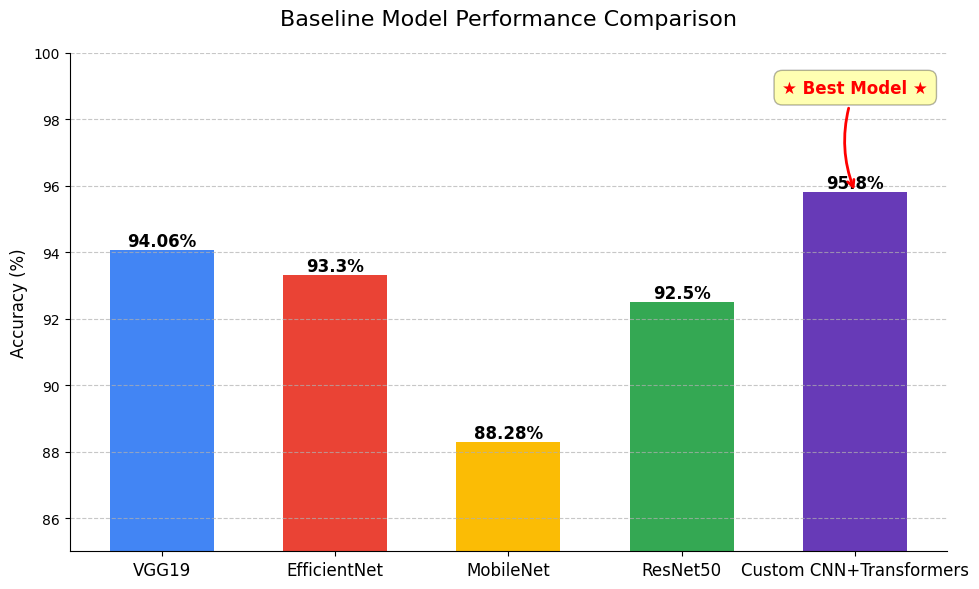 Baseline Model Performance Comparison
Accuracy (%)
100
98
96
94
92
90
88
86
★ Best Model ★
94.06%
93.3%
88.28%
92.5%
95.8%
VGG19
EfficientNet
MobileNet
ResNet50
Custom CNN+Transformers